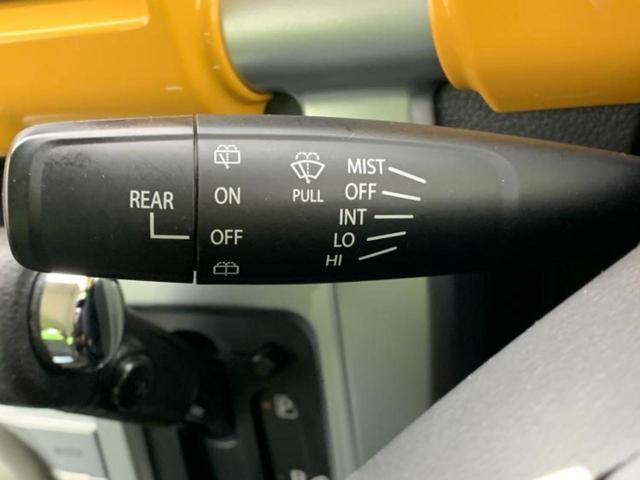 REAR
ON
OFF
PULL
MIST
OFF
INT
LO
HI